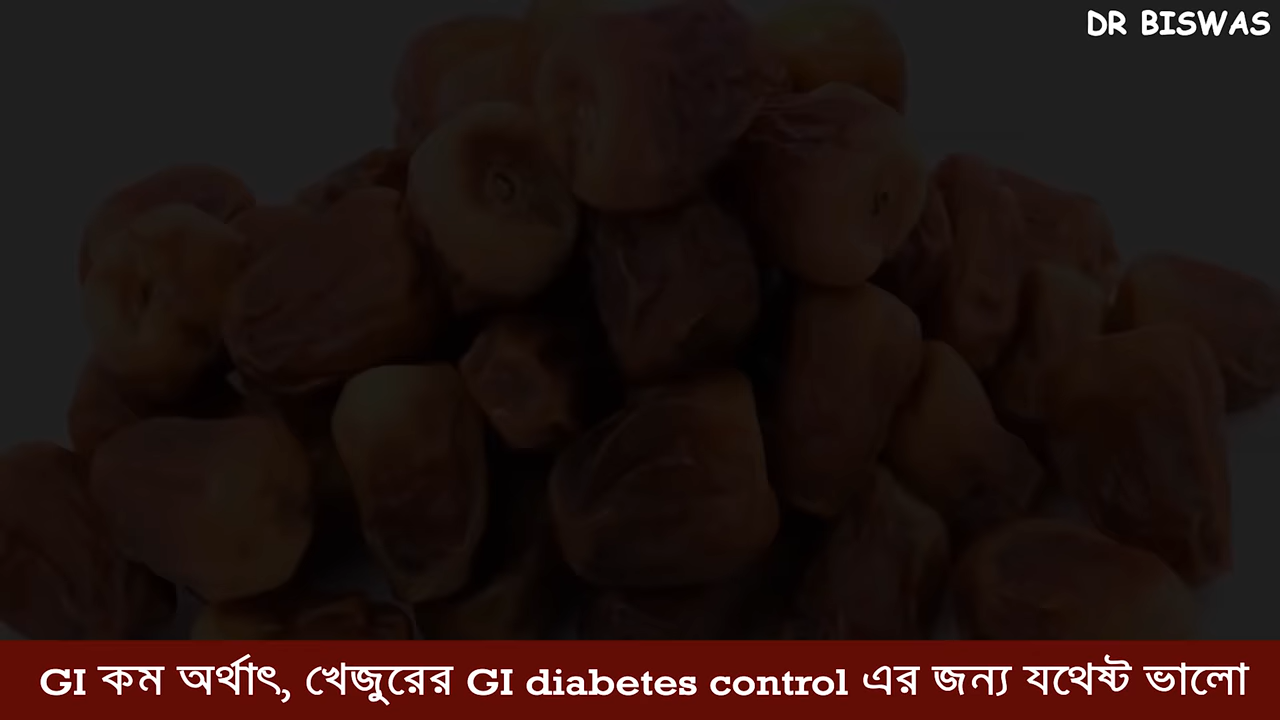 DR BISWAS
GI কম অর্থাৎ, খেজুরের GI diabetes control এর জন্য যথেষ্ট ভালো